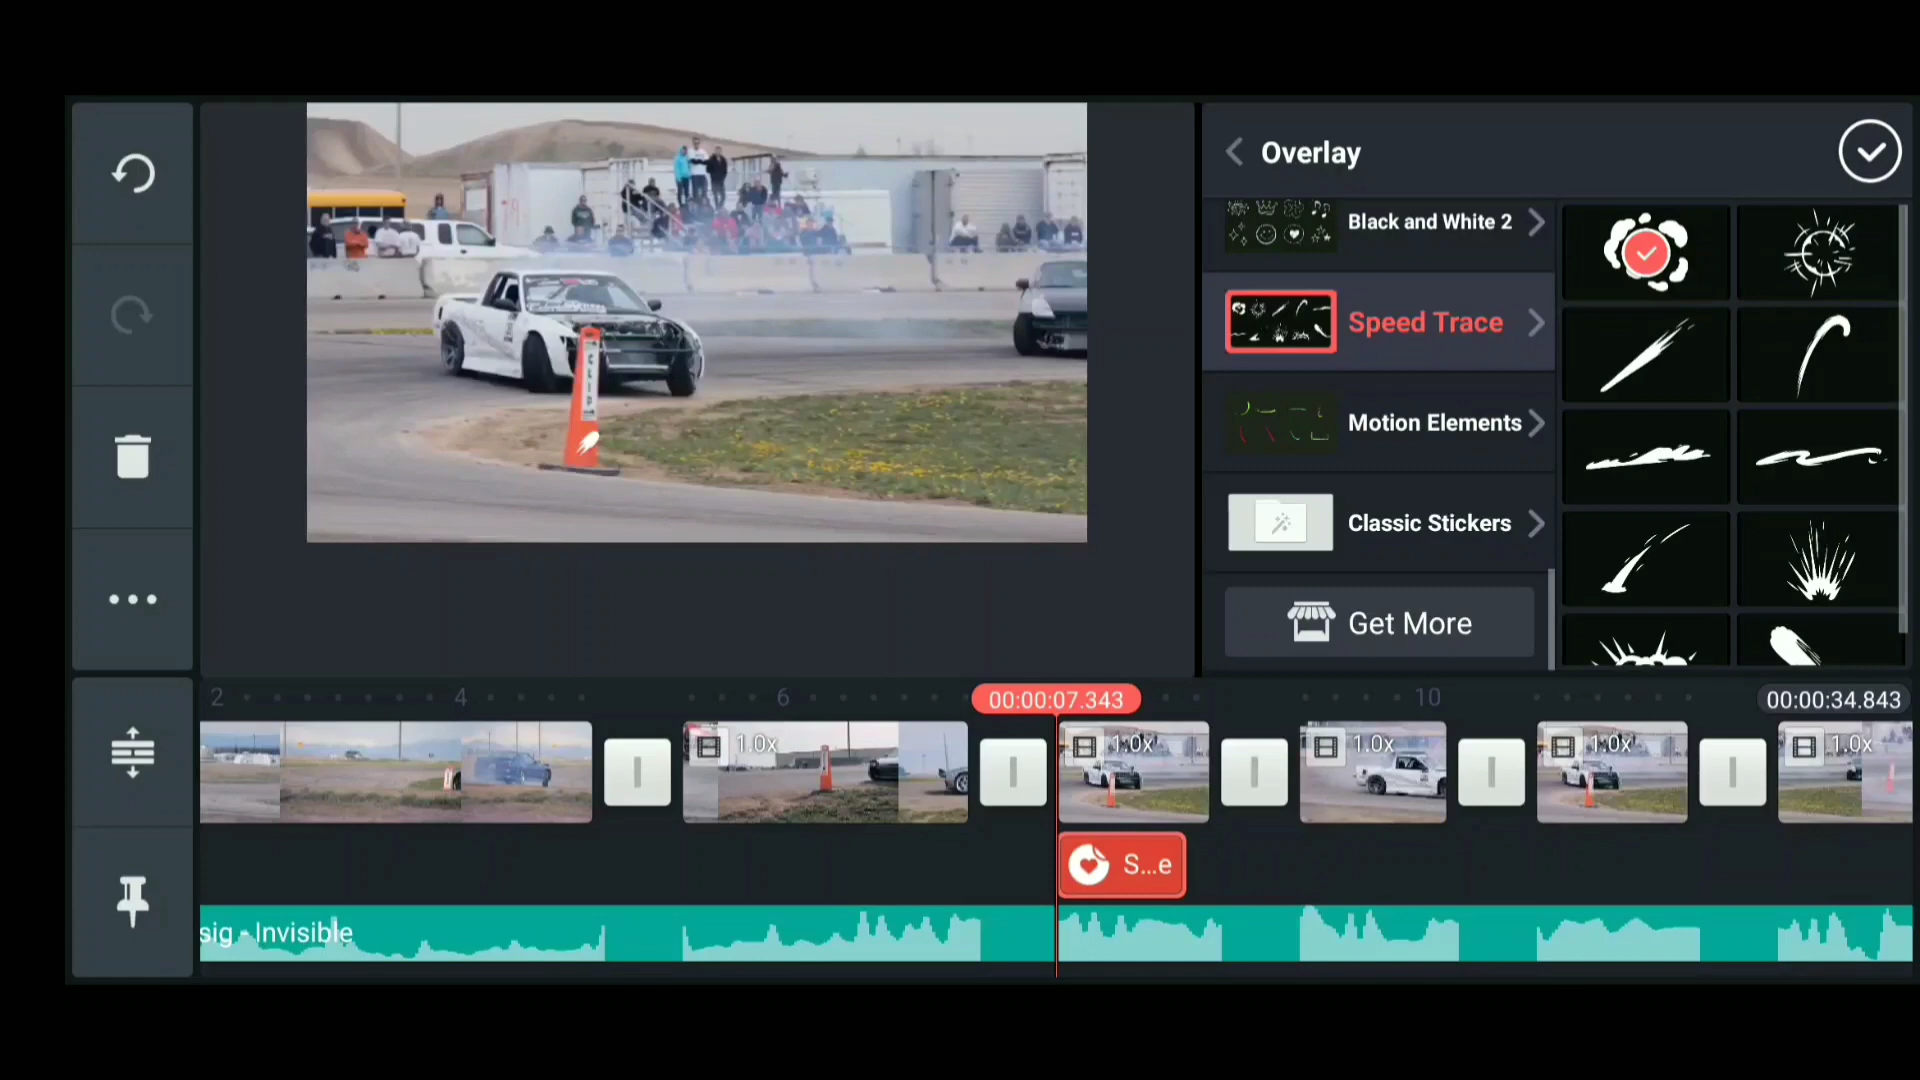 Overlay
Black and White 2
Speed Trace
Motion Elements
Classic Stickers
Get More
CLIP
2
4
6
00:00:07.343
10
00:00:34.843
1.0x
1.0x
1.0x
1.0x
1.0x
S...e
sig - Invisible